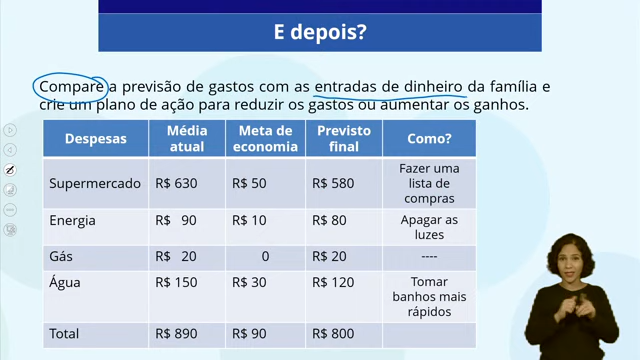 E depois?
Compare a previsão de gastos com as entradas de dinheiro da família e
crie um plano de ação para reduzir os gastos ou aumentar os ganhos.
Despesas Média atual Meta de economia Previsto final Como?
Supermercado R$ 630 R$ 50 R$ 580 Fazer uma lista de compras
Energia R$ 90 R$ 10 R$ 80 Apagar as luzes
Gás R$ 20 0 R$ 20 ----
Água R$ 150 R$ 30 R$ 120 Tomar banhos mais rápidos
Total R$ 890 R$ 90 R$ 800